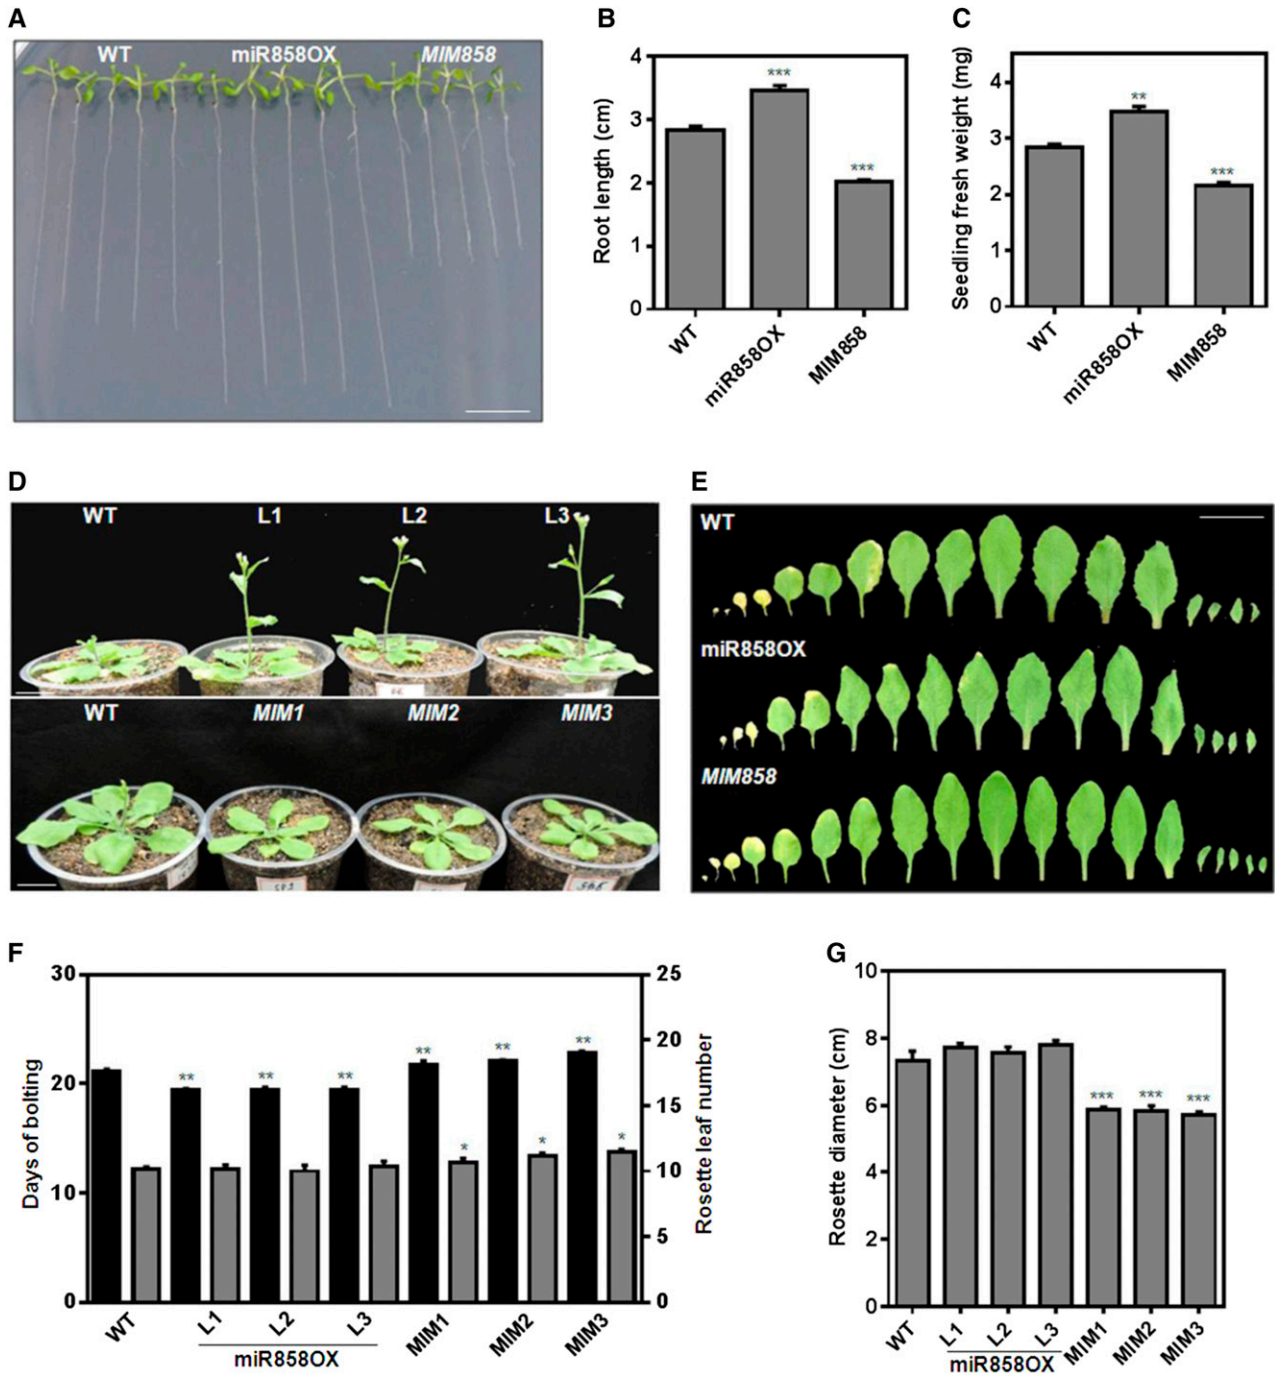 A
WT miR858OX MIM858
B
Root length (cm)
4
3
2
1
0
***
***
WT miR858OX MIM858
C
Seedling fresh weight (mg)
4
3
2
1
0
**
***
WT miR858OX MIM858
D
WT L1 L2 L3
WT MIM1 MIM2 MIM3
E
WT
miR858OX
MIM858
F
Days of bolting
30
20
10
0
** ** ** ** ** **
* * *
25
20
15
10
5
0
Rosette leaf number
WT L1 L2 L3 MIM1 MIM2 MIM3
miR858OX
G
Rosette diameter (cm)
10
8
6
4
2
0
*** *** ***
WT L1 L2 L3 MIM1 MIM2 MIM3
miR858OX